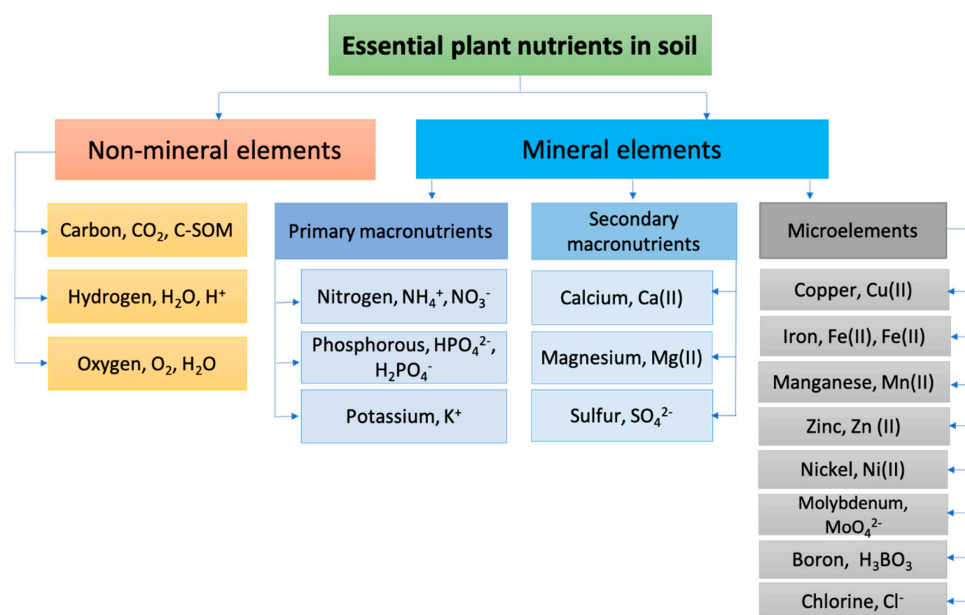 Essential plant nutrients in soil
Non-mineral elements
Mineral elements
Carbon, CO₂, C-SOM
Hydrogen, H₂O, H⁺
Oxygen, O₂, H₂O
Primary macronutrients
Nitrogen, NH₄⁺, NO₃⁻
Phosphorous, HPO₄²⁻,
H₂PO₄⁻
Potassium, K⁺
Secondary
macronutrients
Calcium, Ca(II)
Magnesium, Mg(II)
Sulfur, SO₄²⁻
Microelements
Copper, Cu(II)
Iron, Fe(II), Fe(II)
Manganese, Mn(II)
Zinc, Zn (II)
Nickel, Ni(II)
Molybdenum,
MoO₄²⁻
Boron, H₃BO₃
Chlorine, Cl⁻